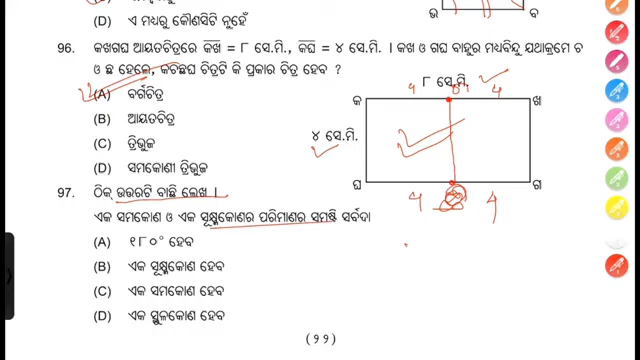 (D) ଏ ମଧ୍ୟରୁ କୌଣସିଟି ନୁହେଁ
ଭ ବ
96. କଖଗଘ ଆୟତଚିତ୍ରରେ କଖ = ୮ ସେ.ମି., କଘ = ୪ ସେ.ମି. । କଖ ଓ ଗଘ ବାହୁର ମଧ୍ୟବିନ୍ଦୁ ଯଥାକ୍ରମେ ଚ
ଓ ଛ ହେଲେ, କଚଛଘ ଚିତ୍ରଟି କି ପ୍ରକାର ଚିତ୍ର ହେବ ?
(A) ବର୍ଗଚିତ୍ର
(B) ଆୟତଚିତ୍ର
(C) ତ୍ରିଭୁଜ
(D) ସମକୋଣୀ ତ୍ରିଭୁଜ
୮ ସେ.ମି. 4
କ ଖ
୪ ସେ.ମି.
ଘ ଗ
4
97. ଠିକ୍ ଉତ୍ତରଟି ବାଛି ଲେଖ ।
ଏକ ସମକୋଣ ଓ ଏକ ସୂକ୍ଷ୍ମକୋଣର ପରିମାଣର ସମଷ୍ଟି ସର୍ବଦା
(A) ୧୮୦° ହେବ
(B) ଏକ ସୂକ୍ଷ୍ମକୋଣ ହେବ
(C) ଏକ ସମକୋଣ ହେବ
(D) ଏକ ସ୍ଥୂଳକୋଣ ହେବ
(୨୨)